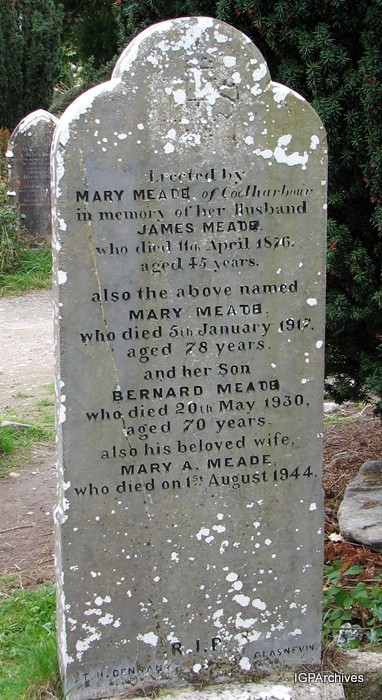 Erected by
MARY MEADE of Coolharbour
in memory of her Husband
JAMES MEADE.
who died 11th April 1876.
aged 45 years.
also the above named
MARY MEADE,
who died 5th January 1917.
aged 78 years.
and her Son
BERNARD MEADE
who died 20th May 1930,
aged 70 years.
also his beloved wife,
MARY A. MEADE,
who died on 1st August 1944.
R.I.P.
T. H. DENNANY GLASNEVIN.
IGPArchives